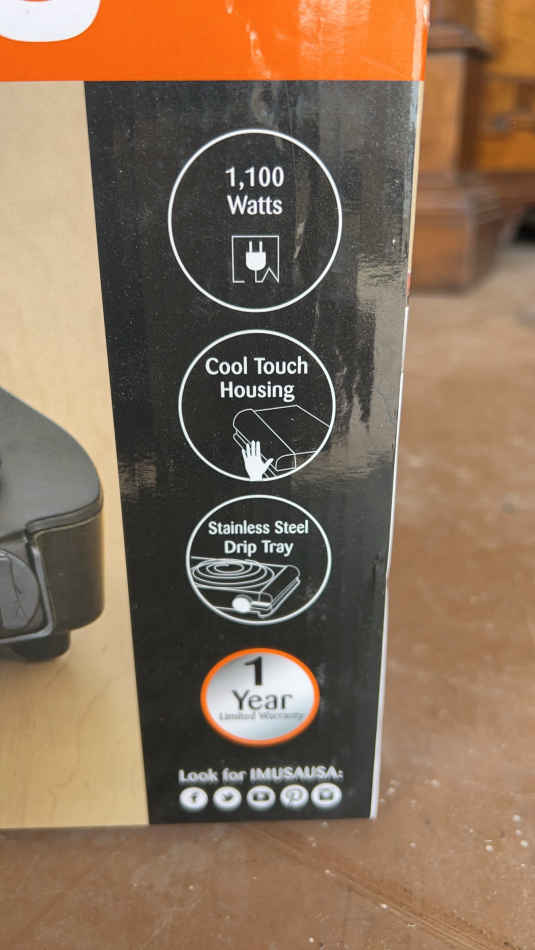 1,100
Watts
Cool Touch
Housing
Stainless Steel
Drip Tray
1
Year
Limited Warranty
Look for IMUSAUSA: